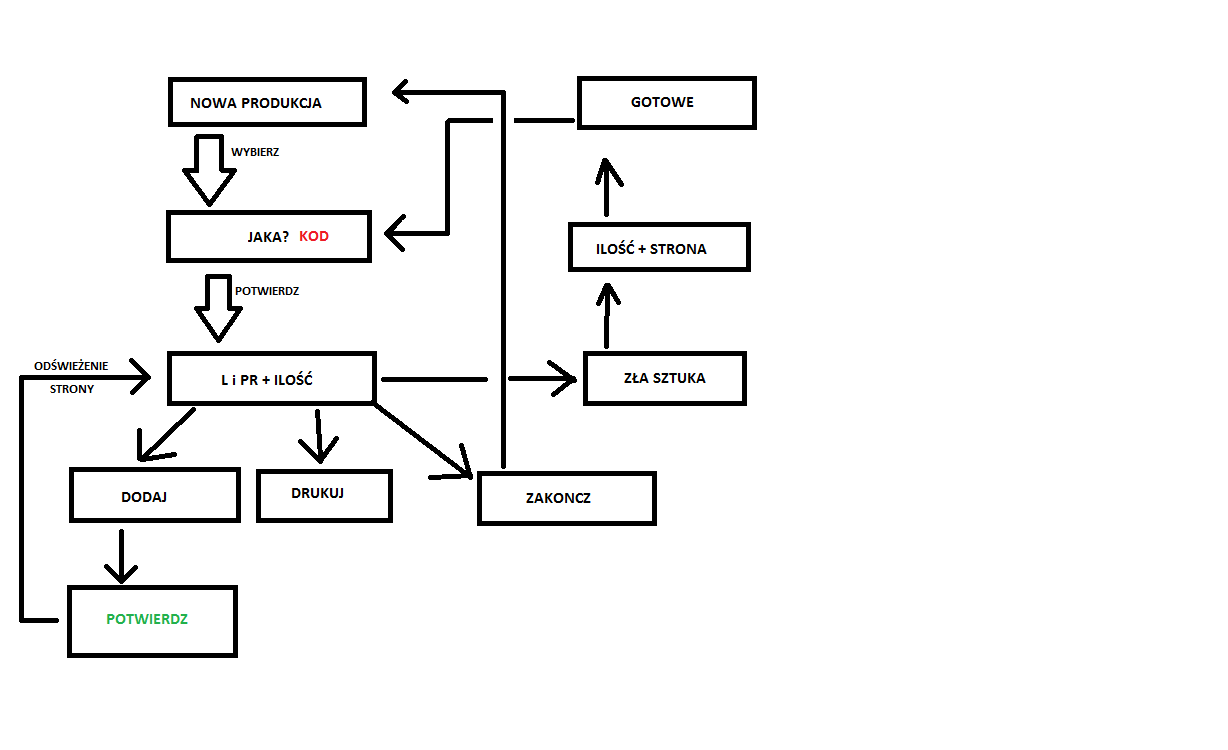 NOWA PRODUKCJA
GOTOWE
WYBIERZ
JAKA? KOD
ILOŚĆ + STRONA
POTWIERDZ
ODŚWIEŻENIE
STRONY
L i PR + ILOŚĆ
ZŁA SZTUKA
DODAJ
DRUKUJ
ZAKONCZ
POTWIERDZ